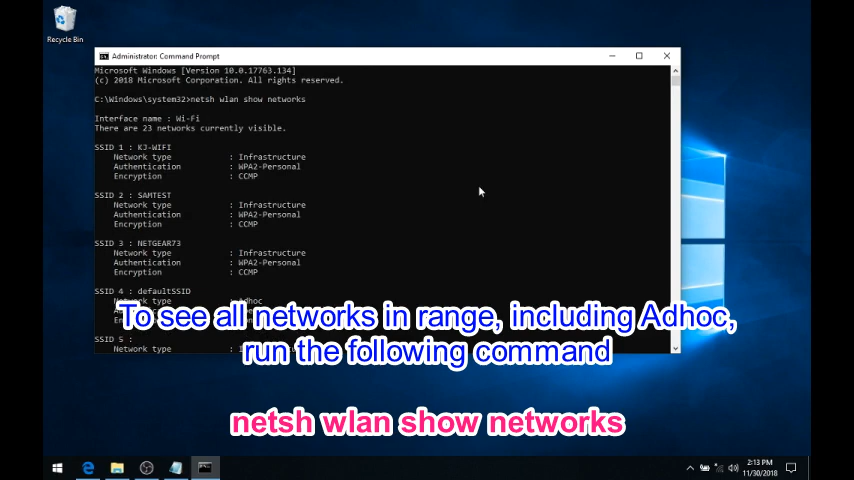 Recycle Bin
Administrator: Command Prompt
Microsoft Windows [Version 10.0.17763.134]
(c) 2018 Microsoft Corporation. All rights reserved.
C:\Windows\system32>netsh wlan show networks
Interface name : Wi-Fi
There are 23 networks currently visible.
SSID 1 : KJ-WIFI
Network type : Infrastructure
Authentication : WPA2-Personal
Encryption : CCMP
SSID 2 : SAMTEST
Network type : Infrastructure
Authentication : WPA2-Personal
Encryption : CCMP
SSID 3 : NETGEAR73
Network type : Infrastructure
Authentication : WPA2-Personal
Encryption : CCMP
SSID 4 : defaultSSID
: Adhoc
To see all networks in range, including Adhoc,
SSID 5 :
run the following command
Network type :
netsh wlan show networks
2:13 PM
11/30/2018